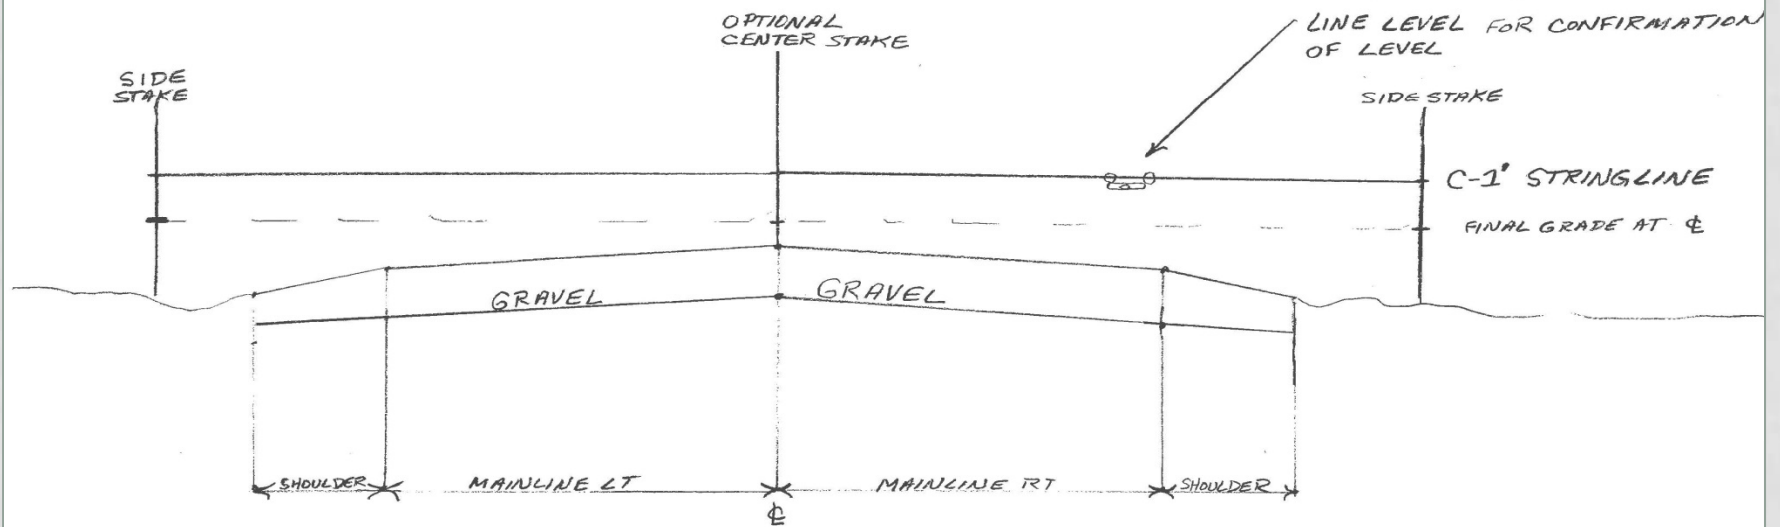 OPTIONAL
CENTER STAKE
LINE LEVEL FOR CONFIRMATION
OF LEVEL
SIDE
STAKE
SIDE STAKE
C-1' STRINGLINE
FINAL GRADE AT ℄
GRAVEL
GRAVEL
SHOULDER
MAINLINE LT
MAINLINE RT
SHOULDER
℄